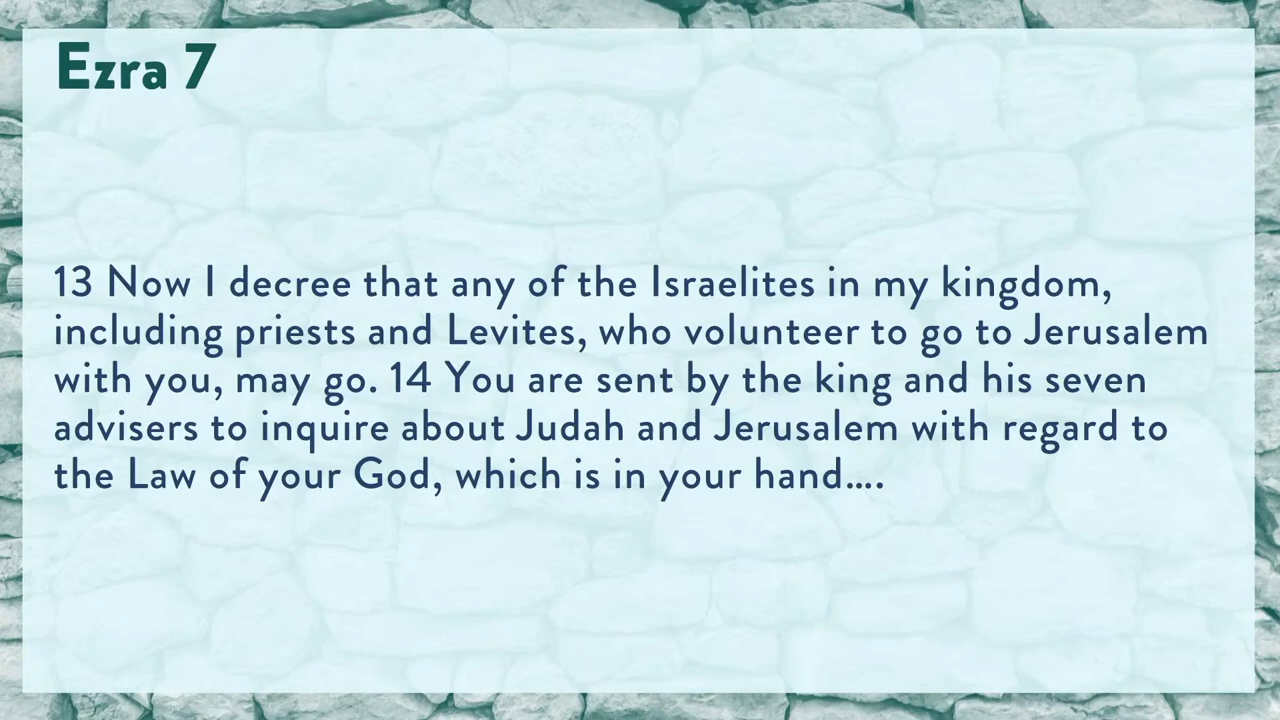 Ezra 7
13 Now I decree that any of the Israelites in my kingdom,
including priests and Levites, who volunteer to go to Jerusalem
with you, may go. 14 You are sent by the king and his seven
advisers to inquire about Judah and Jerusalem with regard to
the Law of your God, which is in your hand....